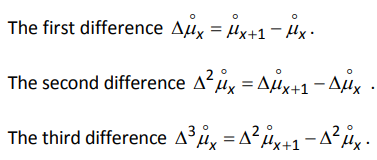 The first difference Δμ̊ₓ = μ̊ₓ₊₁ − μ̊ₓ.
The second difference Δ²μ̊ₓ = Δμ̊ₓ₊₁ − Δμ̊ₓ .
The third difference Δ³μ̊ₓ = Δ²μ̊ₓ₊₁ − Δ²μ̊ₓ.